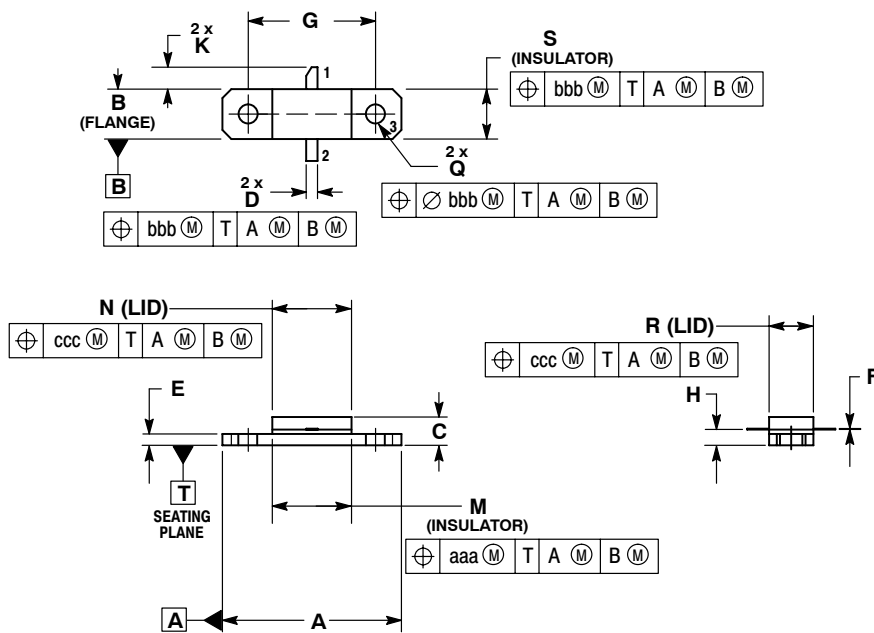 G
2 x
K
1
S
(INSULATOR)
⌖ bbb Ⓜ T A Ⓜ B Ⓜ
B
(FLANGE)
3
2
B
2 x
Q
2 x
D
⌖ ∅ bbb Ⓜ T A Ⓜ B Ⓜ
⌖ bbb Ⓜ T A Ⓜ B Ⓜ
N (LID)
⌖ ccc Ⓜ T A Ⓜ B Ⓜ
R (LID)
⌖ ccc Ⓜ T A Ⓜ B Ⓜ
E
C
H
F
T
SEATING
PLANE
M
(INSULATOR)
⌖ aaa Ⓜ T A Ⓜ B Ⓜ
A
A